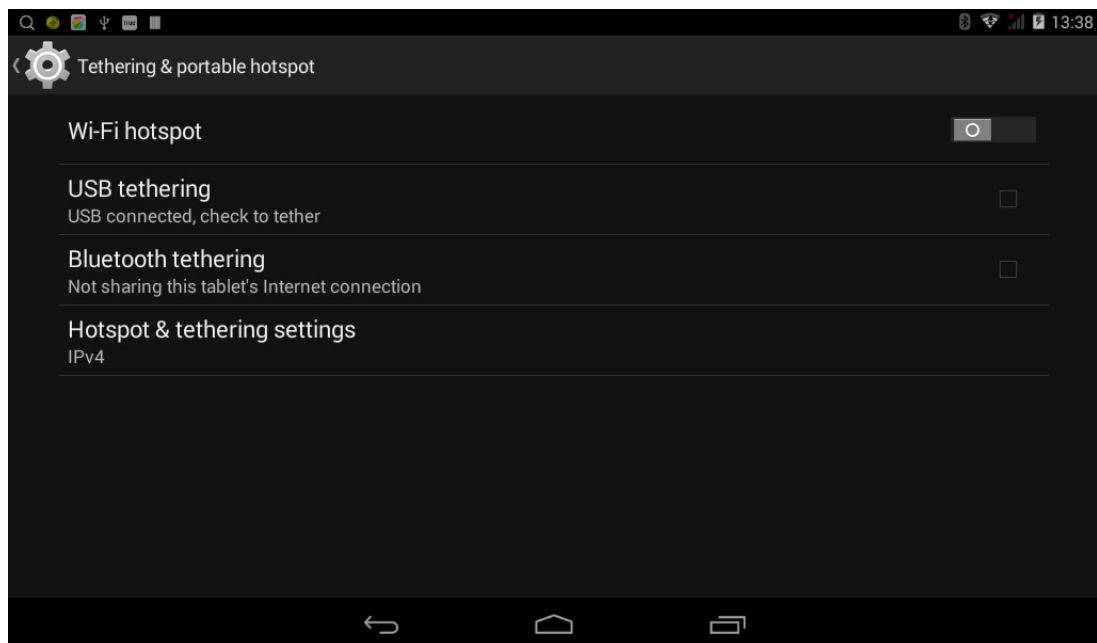 13:38
Tethering & portable hotspot
Wi-Fi hotspot
USB tethering
USB connected, check to tether
Bluetooth tethering
Not sharing this tablet's Internet connection
Hotspot & tethering settings
IPv4